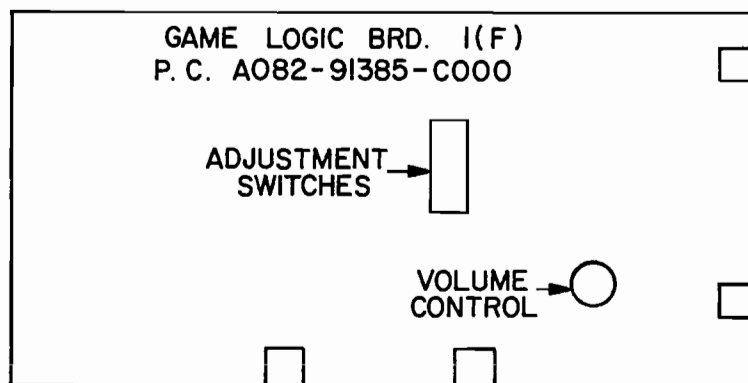 GAME LOGIC BRD. 1(F)
P.C. A082-91385-C000
ADJUSTMENT
SWITCHES
VOLUME
CONTROL